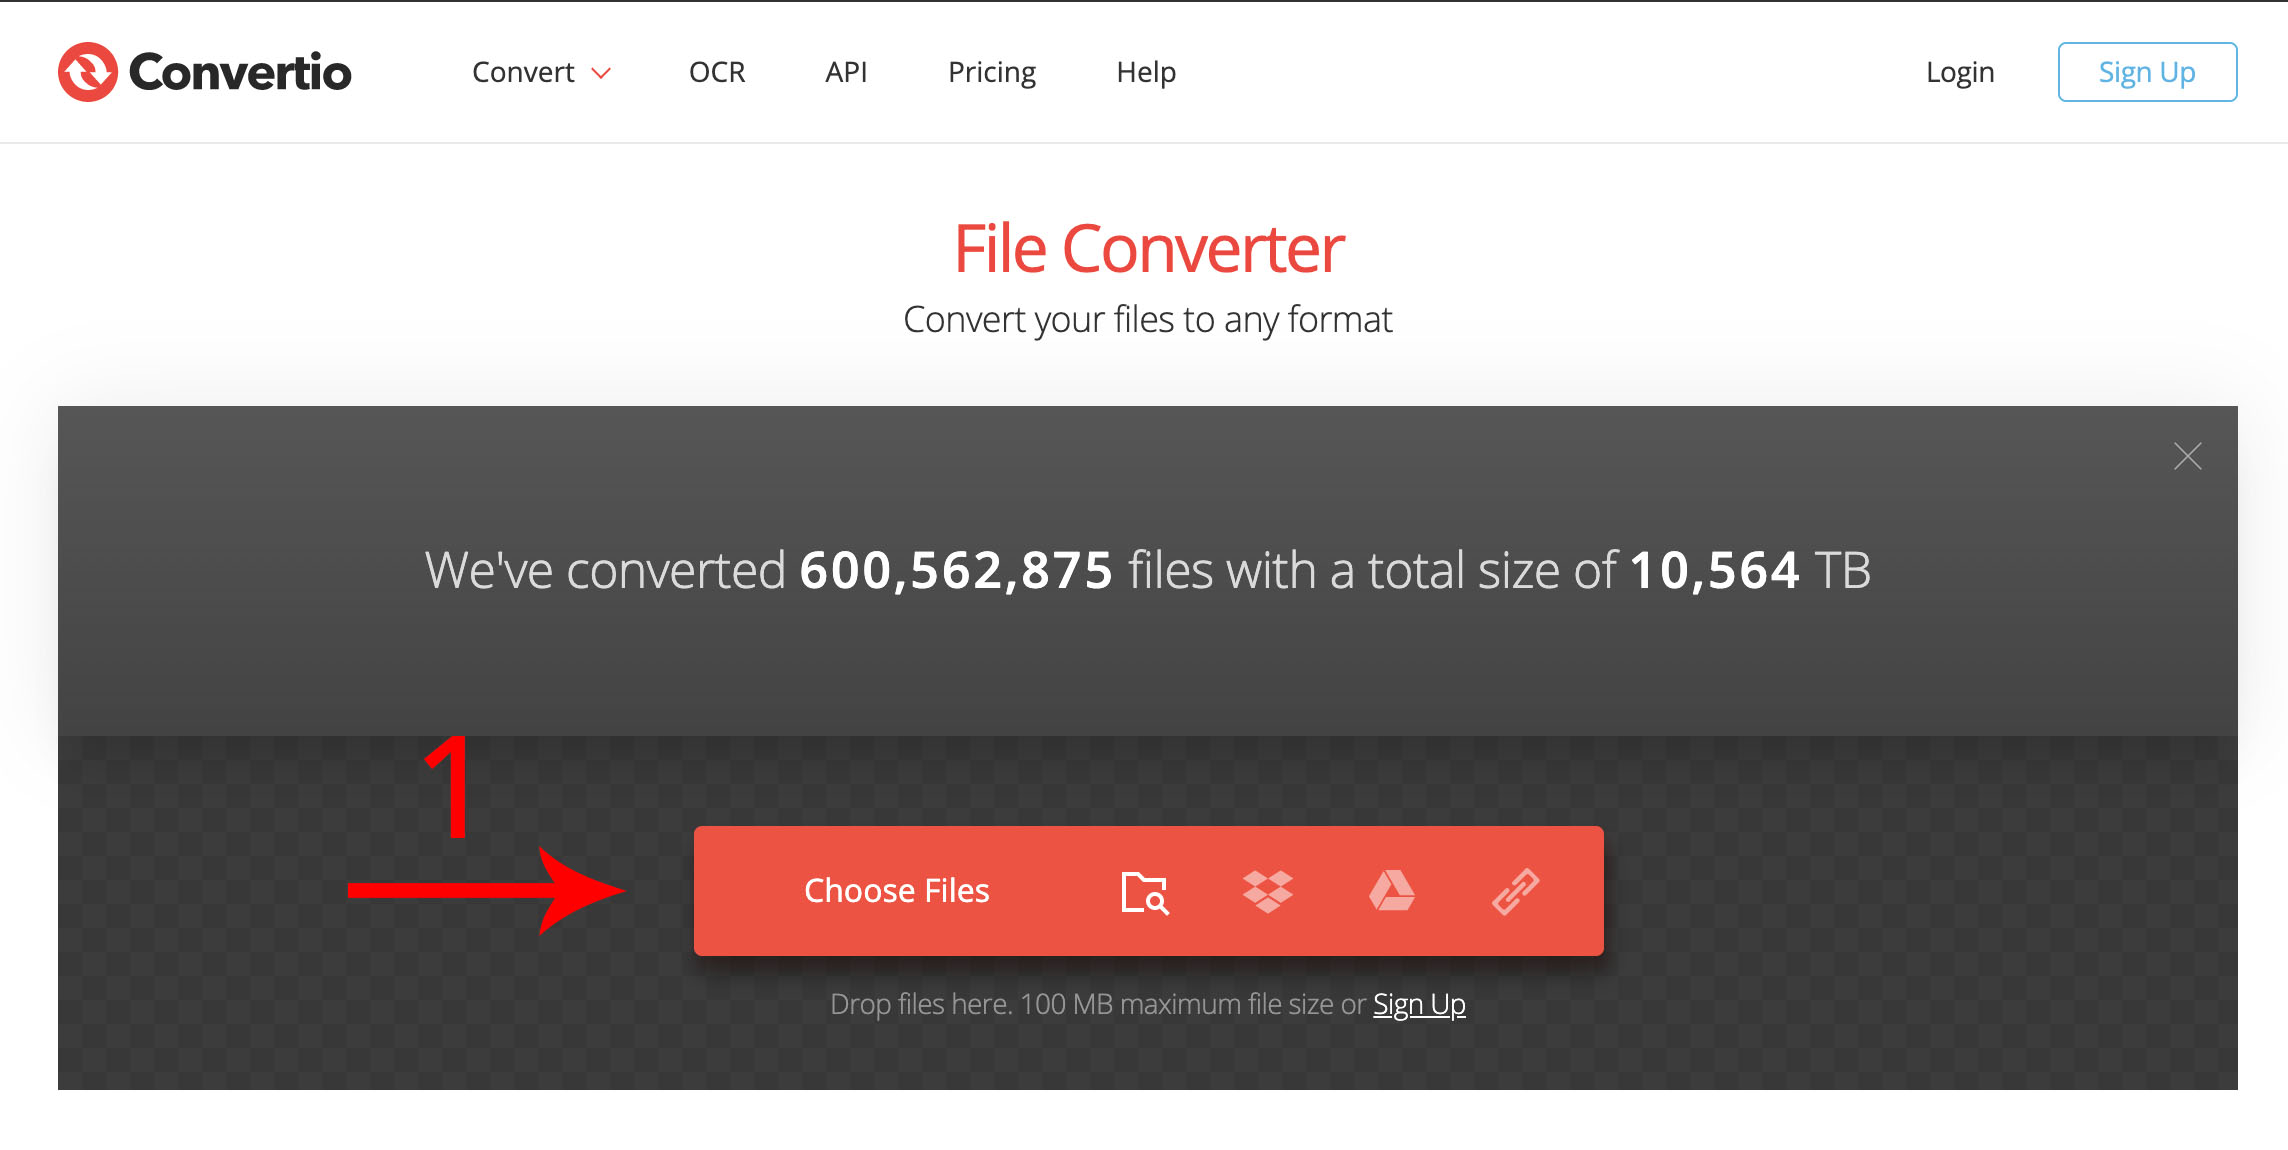 Convertio
Convert
OCR
API
Pricing
Help
Login
Sign Up
File Converter
Convert your files to any format
We've converted 600,562,875 files with a total size of 10,564 TB
1
Choose Files
Drop files here. 100 MB maximum file size or Sign Up